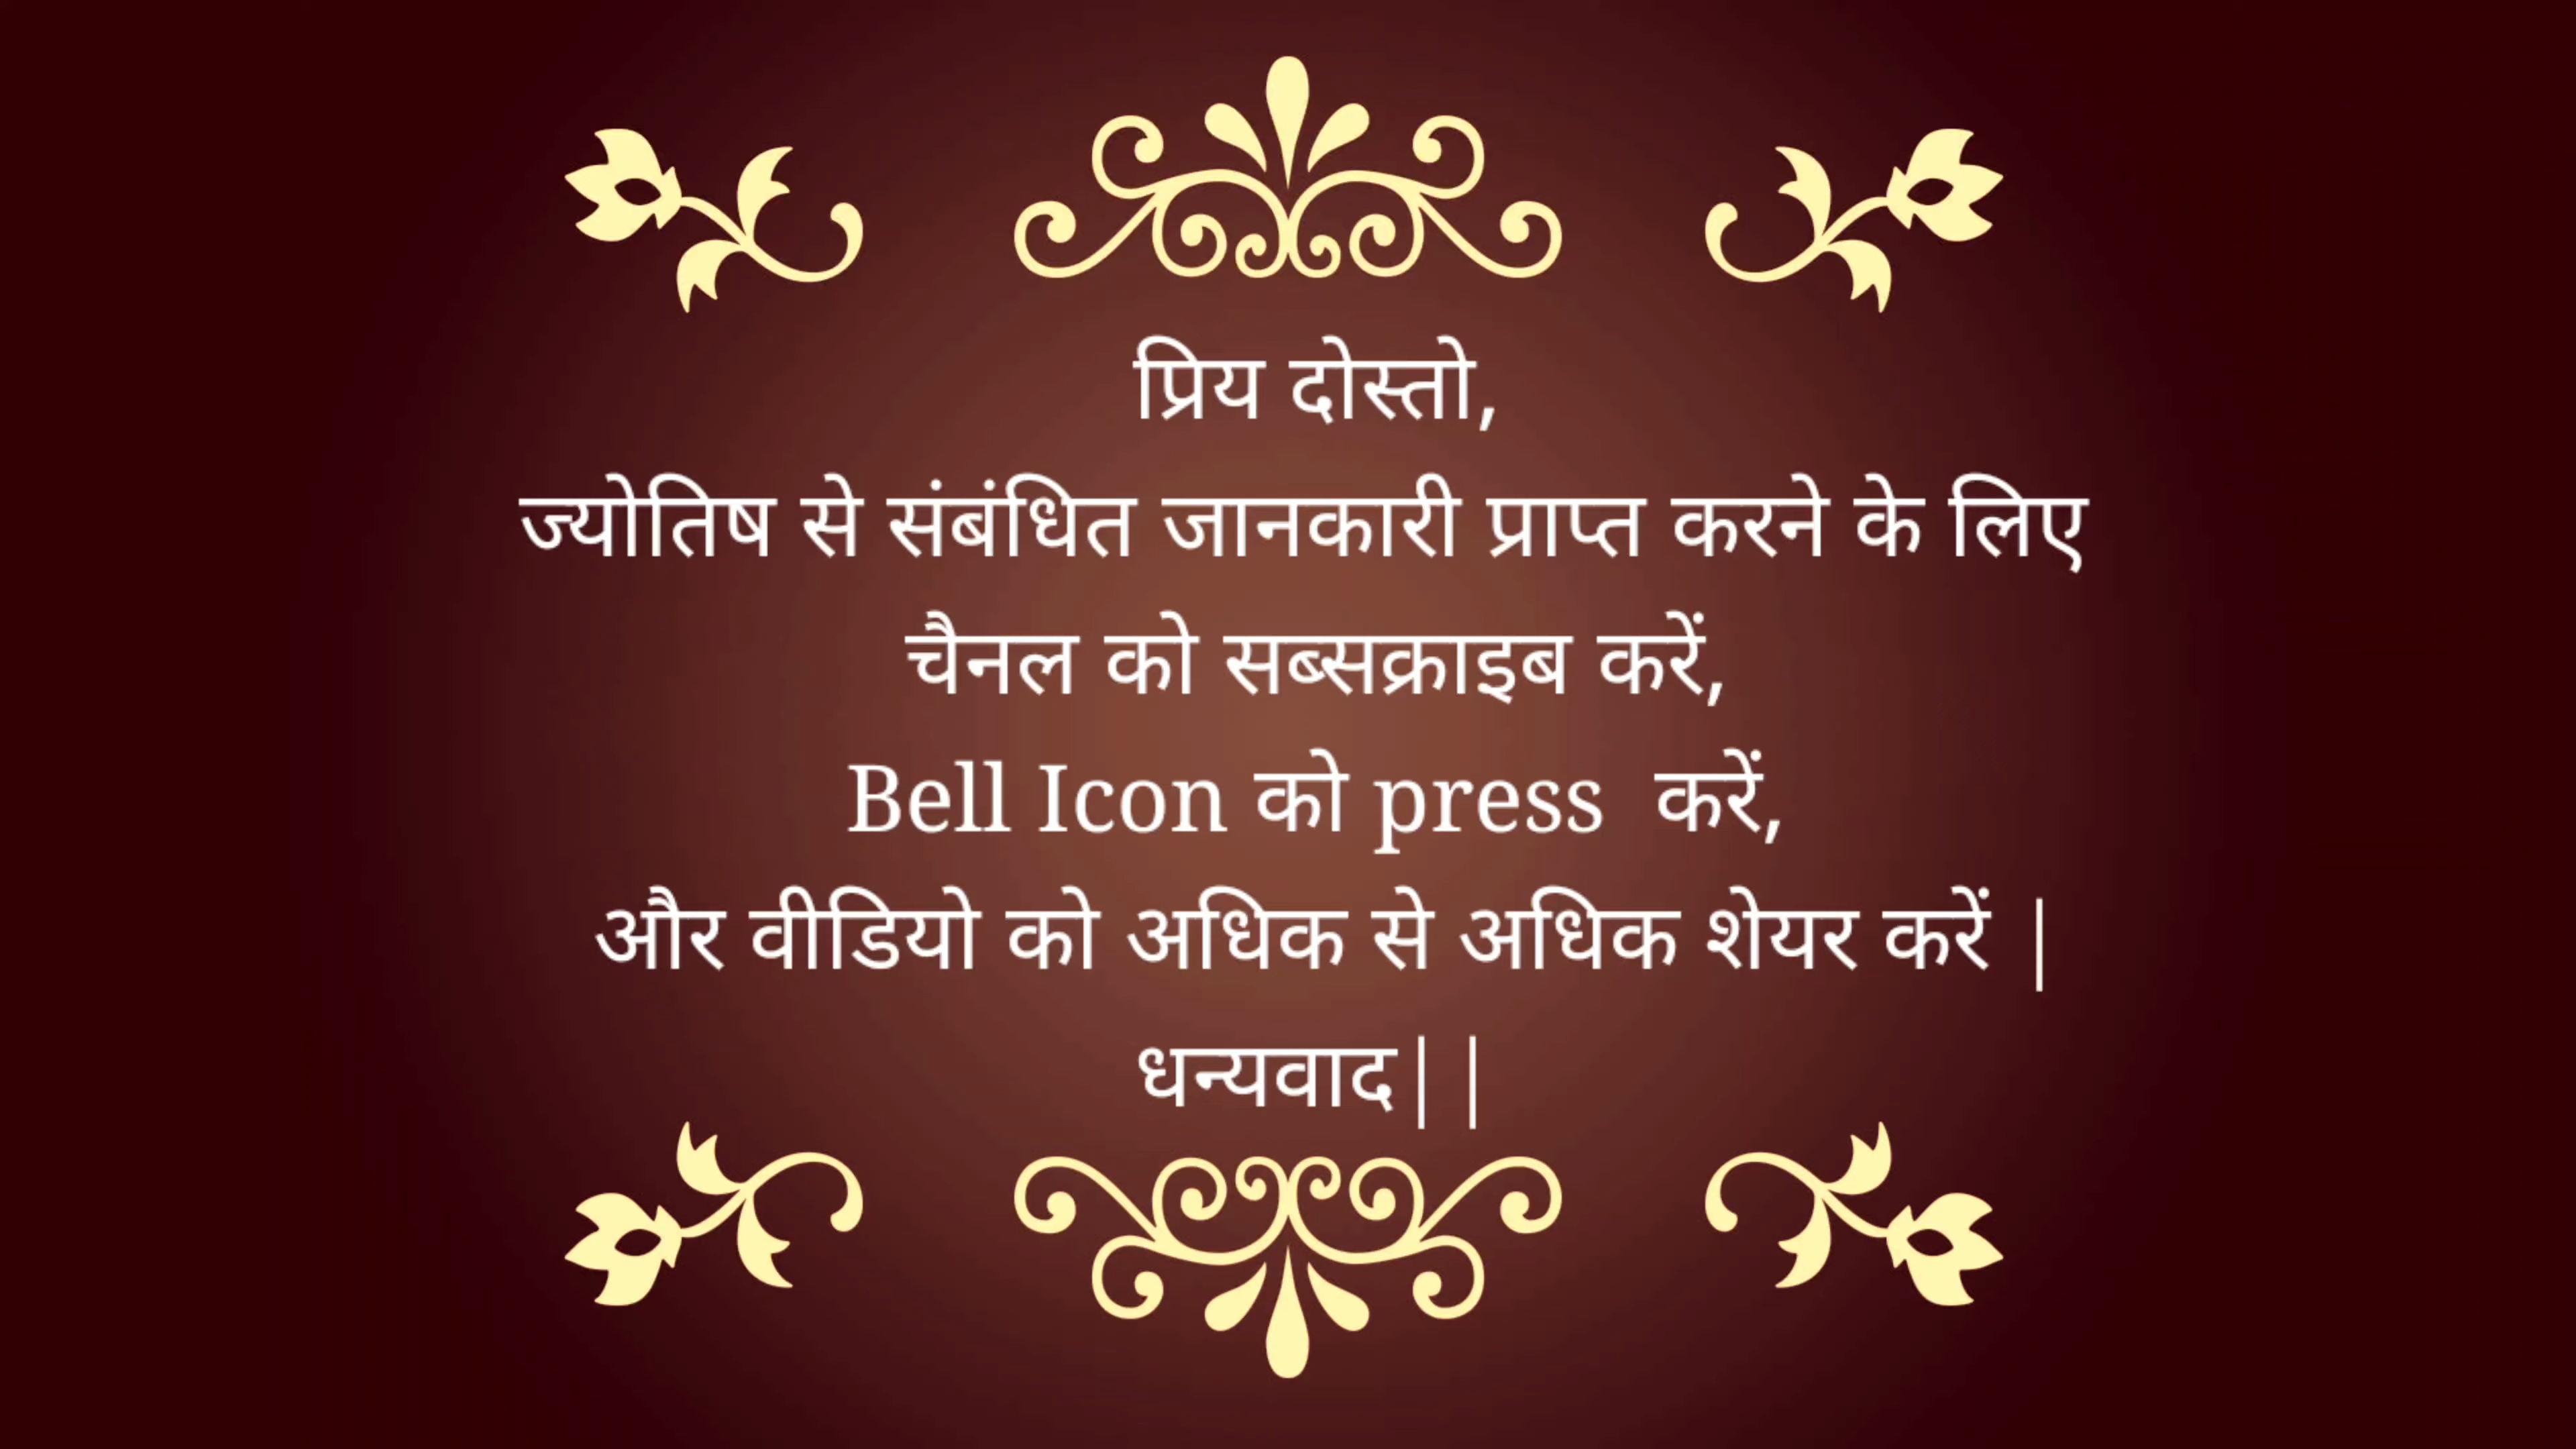 प्रिय दोस्तो,
ज्योतिष से संबंधित जानकारी प्राप्त करने के लिए
चैनल को सब्सक्राइब करें,
Bell Icon को press  करें,
और वीडियो को अधिक से अधिक शेयर करें |
धन्यवाद||